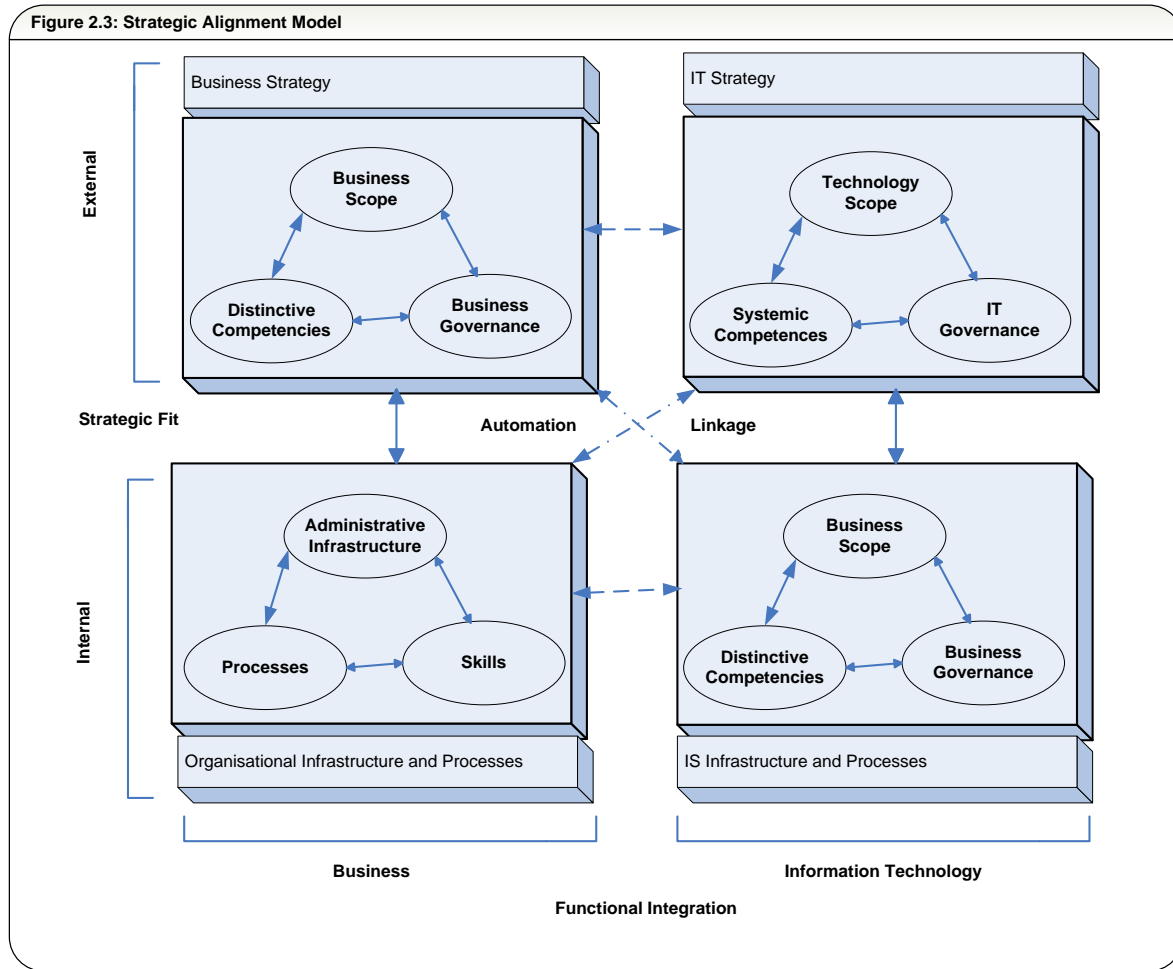 Figure 2.3: Strategic Alignment Model
Business Strategy
IT Strategy
External
Business
Scope
Distinctive
Competencies
Business
Governance
Technology
Scope
Systemic
Competences
IT
Governance
Strategic Fit
Automation
Linkage
Internal
Administrative
Infrastructure
Processes
Skills
Business
Scope
Distinctive
Competencies
Business
Governance
Organisational Infrastructure and Processes
IS Infrastructure and Processes
Business
Information Technology
Functional Integration